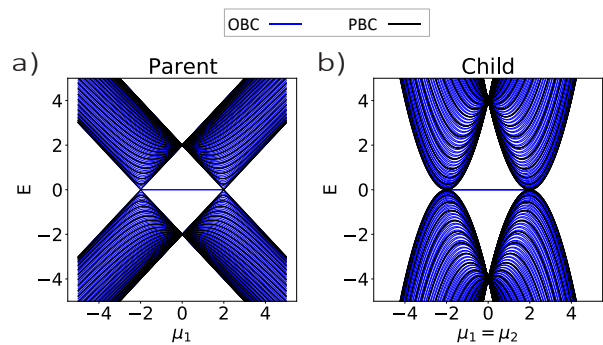 OBC PBC
a) Parent
b) Child
E
4
2
0
−2
−4
−4 −2 0 2 4
μ₁
E
4
2
0
−2
−4
−4 −2 0 2 4
μ₁ = μ₂